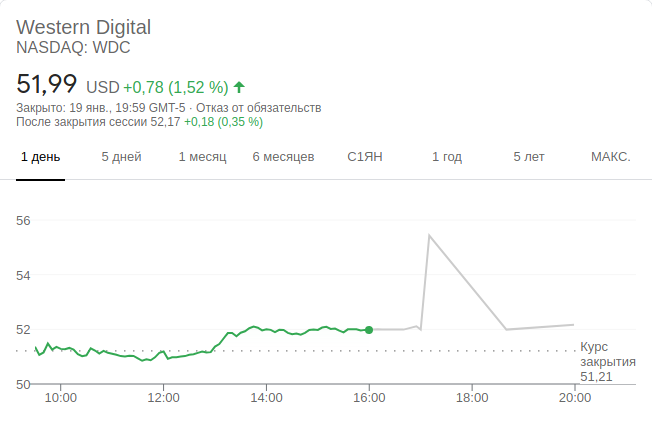 Western Digital
NASDAQ: WDC
51,99 USD +0,78 (1,52 %)
Закрыто: 19 янв., 19:59 GMT-5 · Отказ от обязательств
После закрытия сессии 52,17 +0,18 (0,35 %)
1 день 5 дней 1 месяц 6 месяцев С1ЯН 1 год 5 лет МАКС.
56
54
52
Курс
закрытия
51,21
50
10:00 12:00 14:00 16:00 18:00 20:00